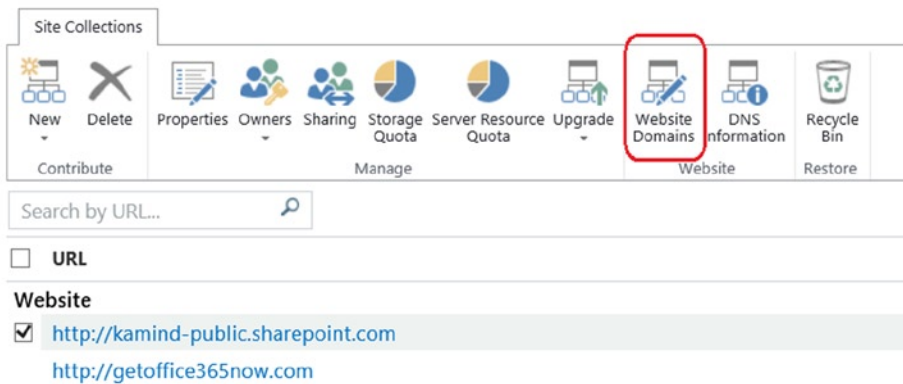 Site Collections
New Delete Properties Owners Sharing Storage Quota Server Resource Quota Upgrade Website Domains DNS Information Recycle Bin
Contribute Manage Website Restore
Search by URL...
URL
Website
http://kamind-public.sharepoint.com
http://getoffice365now.com